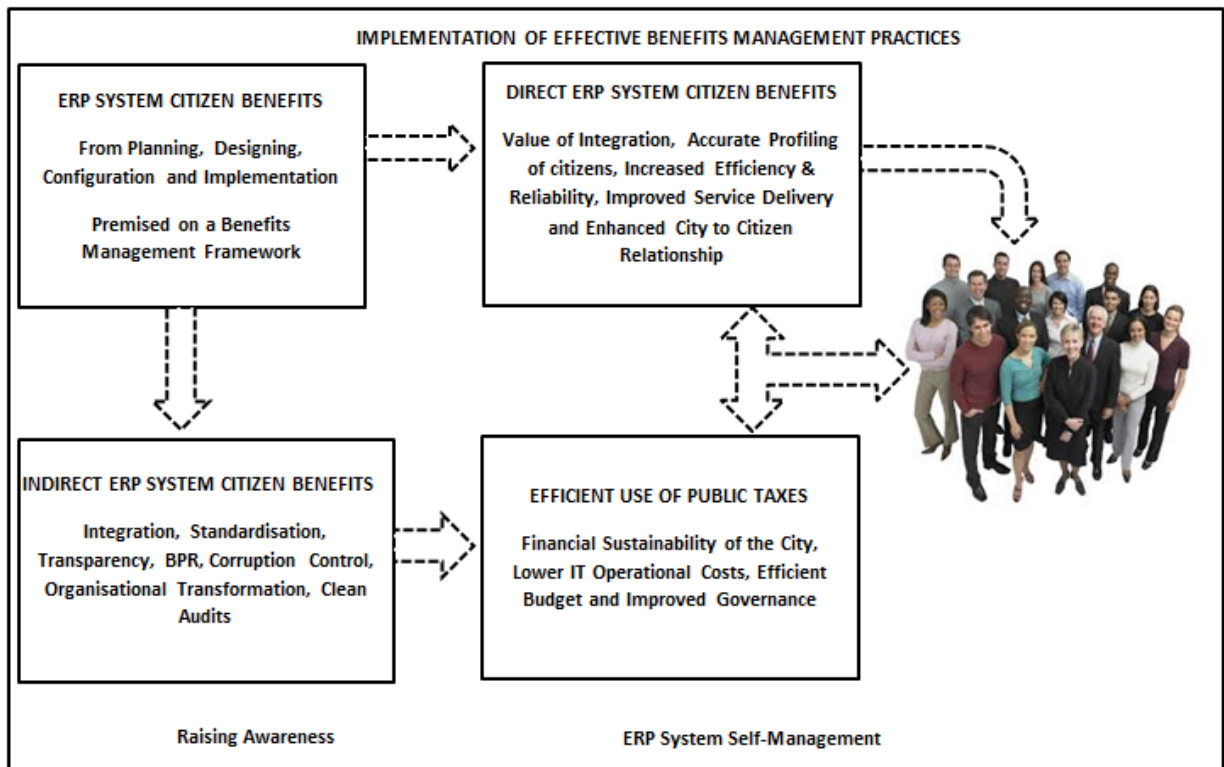 IMPLEMENTATION OF EFFECTIVE BENEFITS MANAGEMENT PRACTICES
ERP SYSTEM CITIZEN BENEFITS
From Planning, Designing,
Configuration and Implementation
Premised on a Benefits
Management Framework
DIRECT ERP SYSTEM CITIZEN BENEFITS
Value of Integration, Accurate Profiling
of citizens, Increased Efficiency &
Reliability, Improved Service Delivery
and Enhanced City to Citizen
Relationship
INDIRECT ERP SYSTEM CITIZEN BENEFITS
Integration, Standardisation,
Transparency, BPR, Corruption Control,
Organisational Transformation, Clean
Audits
EFFICIENT USE OF PUBLIC TAXES
Financial Sustainability of the City,
Lower IT Operational Costs, Efficient
Budget and Improved Governance
Raising Awareness
ERP System Self-Management